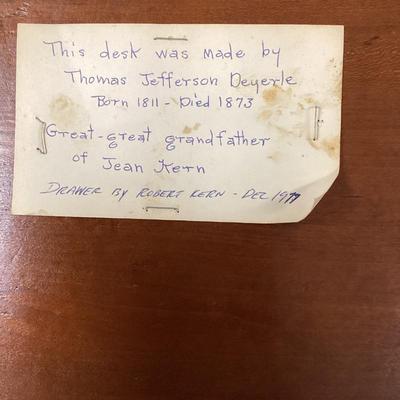 This desk was made by
Thomas Jefferson Deyerle
Born 1811 - Died 1873
Great-great grandfather
of Jean Kern
DRAWER BY ROBERT KERN - DEC 1977